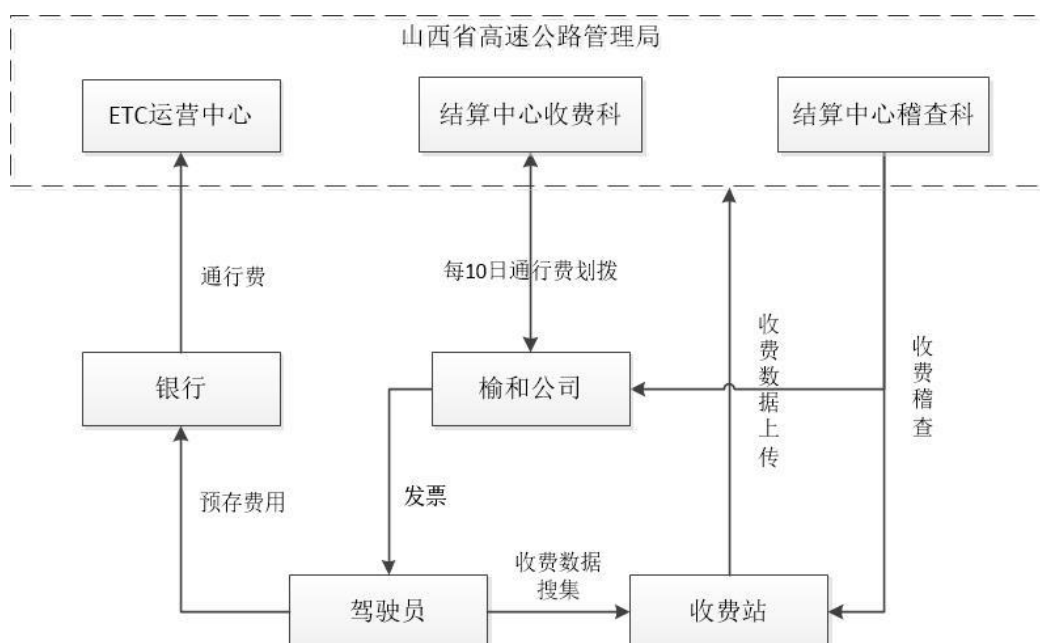 山西省高速公路管理局
ETC运营中心
结算中心收费科
结算中心稽查科
通行费
每10日通行费划拨
收费数据上传
收费稽查
银行
榆和公司
预存费用
发票
收费数据
搜集
驾驶员
收费站